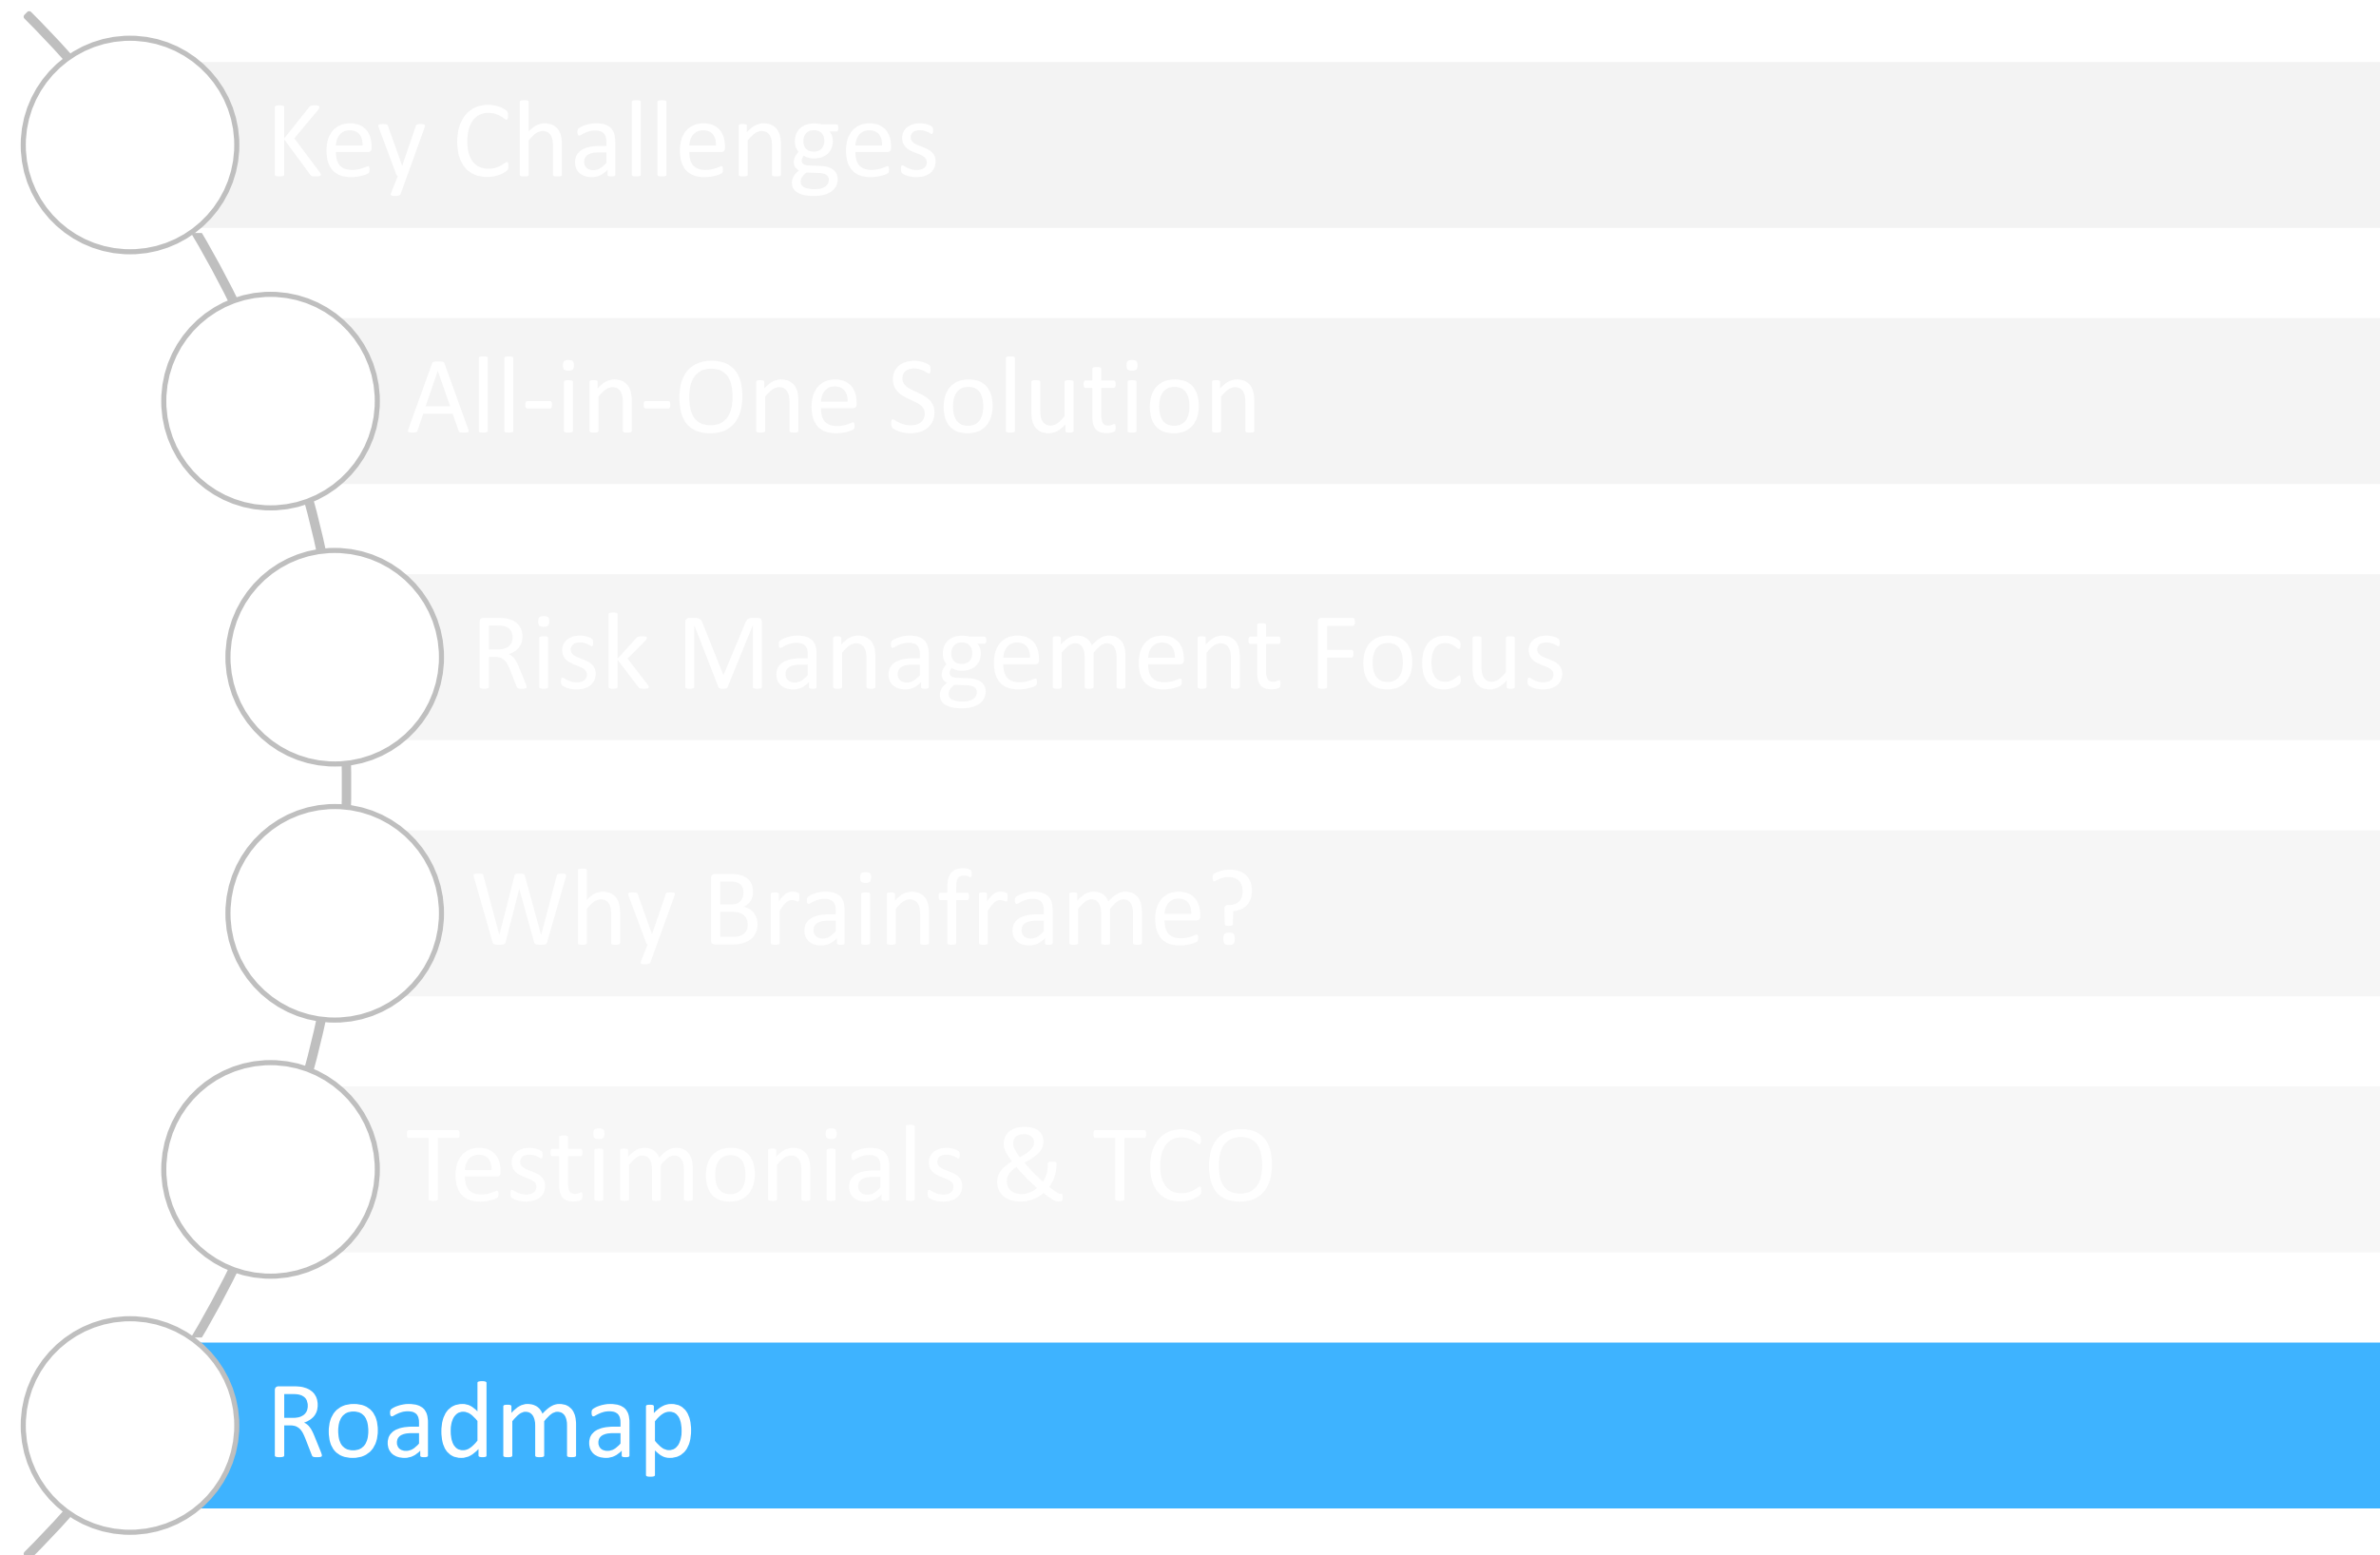 Key Challenges
All-in-One Solution
Risk Management Focus
Why Brainframe?
Testimonials & TCO
Roadmap